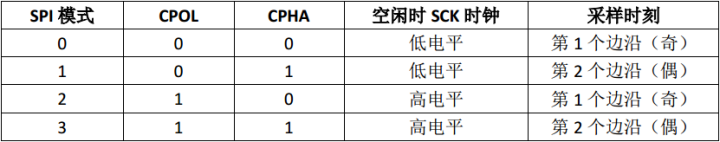 SPI 模式 CPOL CPHA 空闲时 SCK 时钟 采样时刻
0 0 0 低电平 第 1 个边沿（奇）
1 0 1 低电平 第 2 个边沿（偶）
2 1 0 高电平 第 1 个边沿（奇）
3 1 1 高电平 第 2 个边沿（偶）